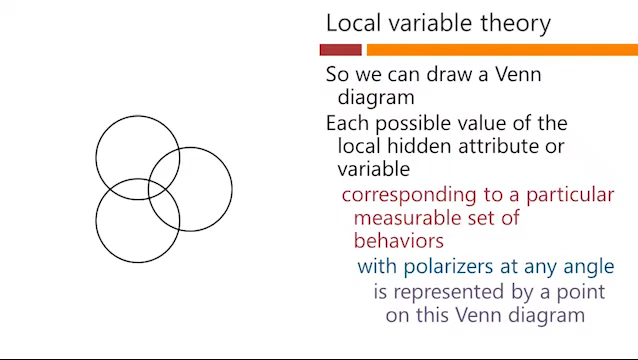 Local variable theory
So we can draw a Venn
diagram
Each possible value of the
local hidden attribute or
variable
corresponding to a particular
measurable set of
behaviors
with polarizers at any angle
is represented by a point
on this Venn diagram